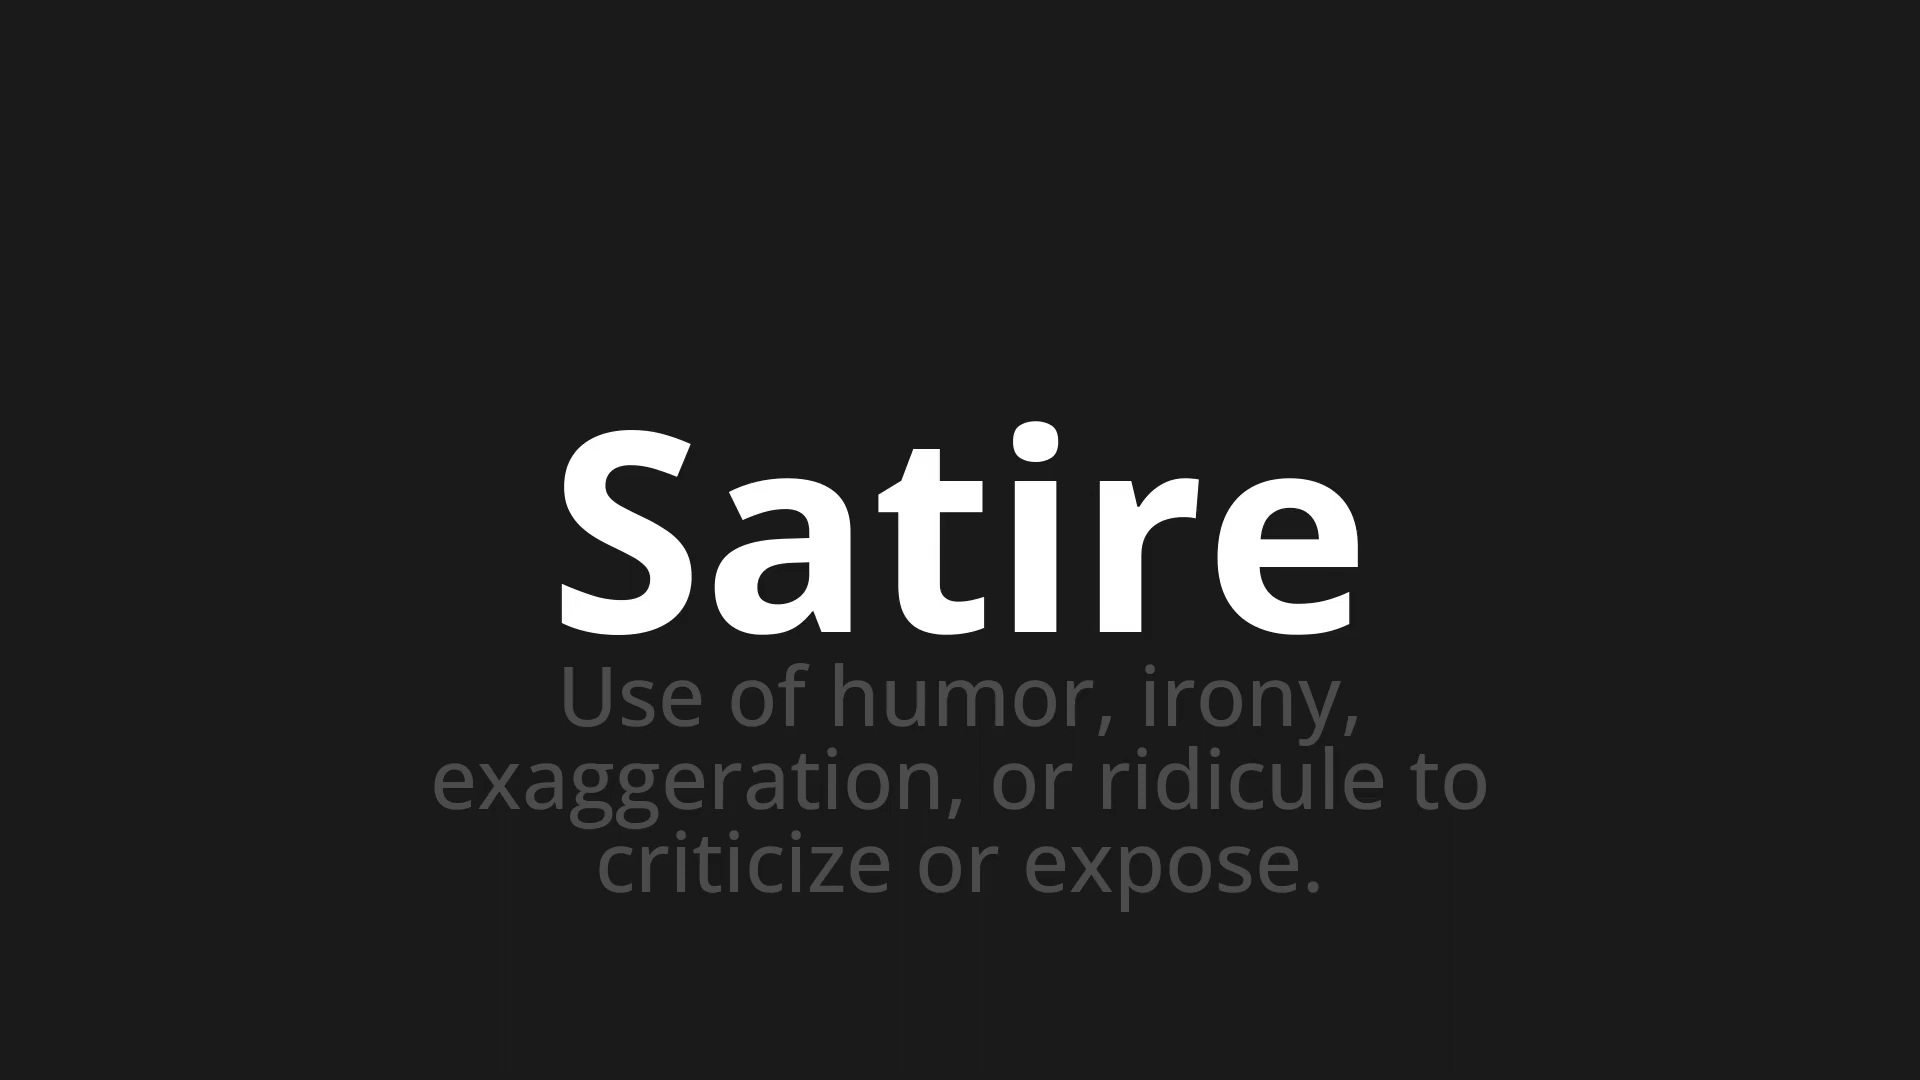 Satire
Use of humor, irony,
exaggeration, or ridicule to
criticize or expose.